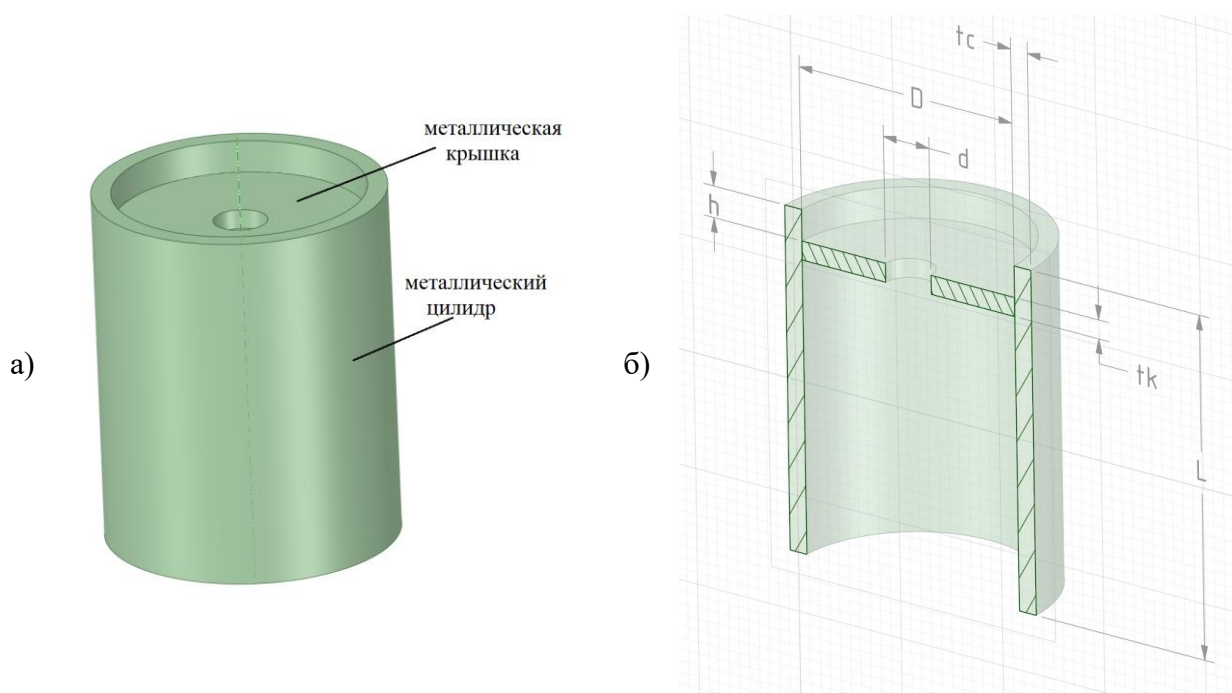 металлическая
крышка
металлический
цилидр
а)
б)
tc
D
d
h
tk
L